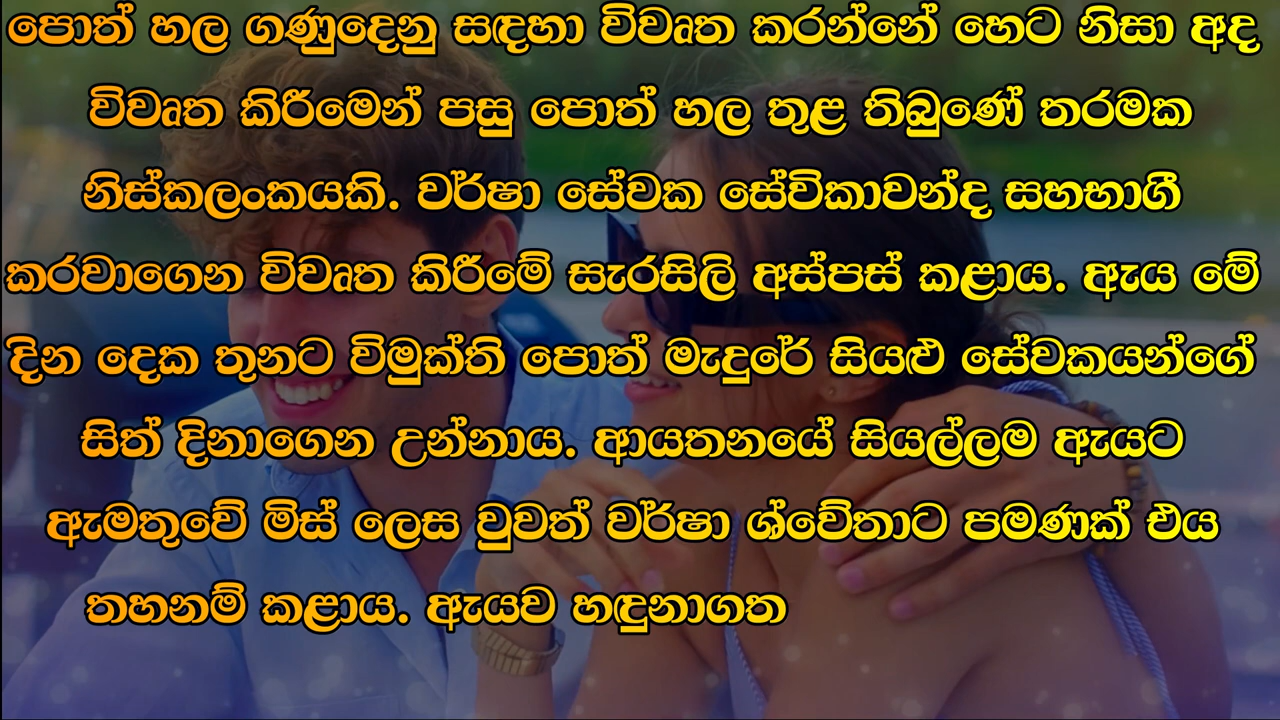 පොත් හල ගණුදෙනු සඳහා විවෘත කරන්නේ හෙට නිසා අද
විවෘත කිරීමෙන් පසු පොත් හල තුළ තිබුණේ තරමක
නිස්කලංකයකි. වර්ෂා සේවක සේවිකාවන්ද සහභාගී
කරවාගෙන විවෘත කිරීමේ සැරසිලි අස්පස් කළාය. ඇය මේ
දින දෙක තුනට විමුක්ති පොත් මැදුරේ සියළු සේවකයන්ගේ
සිත් දිනාගෙන උන්නාය. ආයතනයේ සියල්ලම ඇයට
ඇමතුවේ මිස් ලෙස වුවත් වර්ෂා ශ්වේතාට පමණක් එය
තහනම් කළාය. ඇයව හඳුනාගත